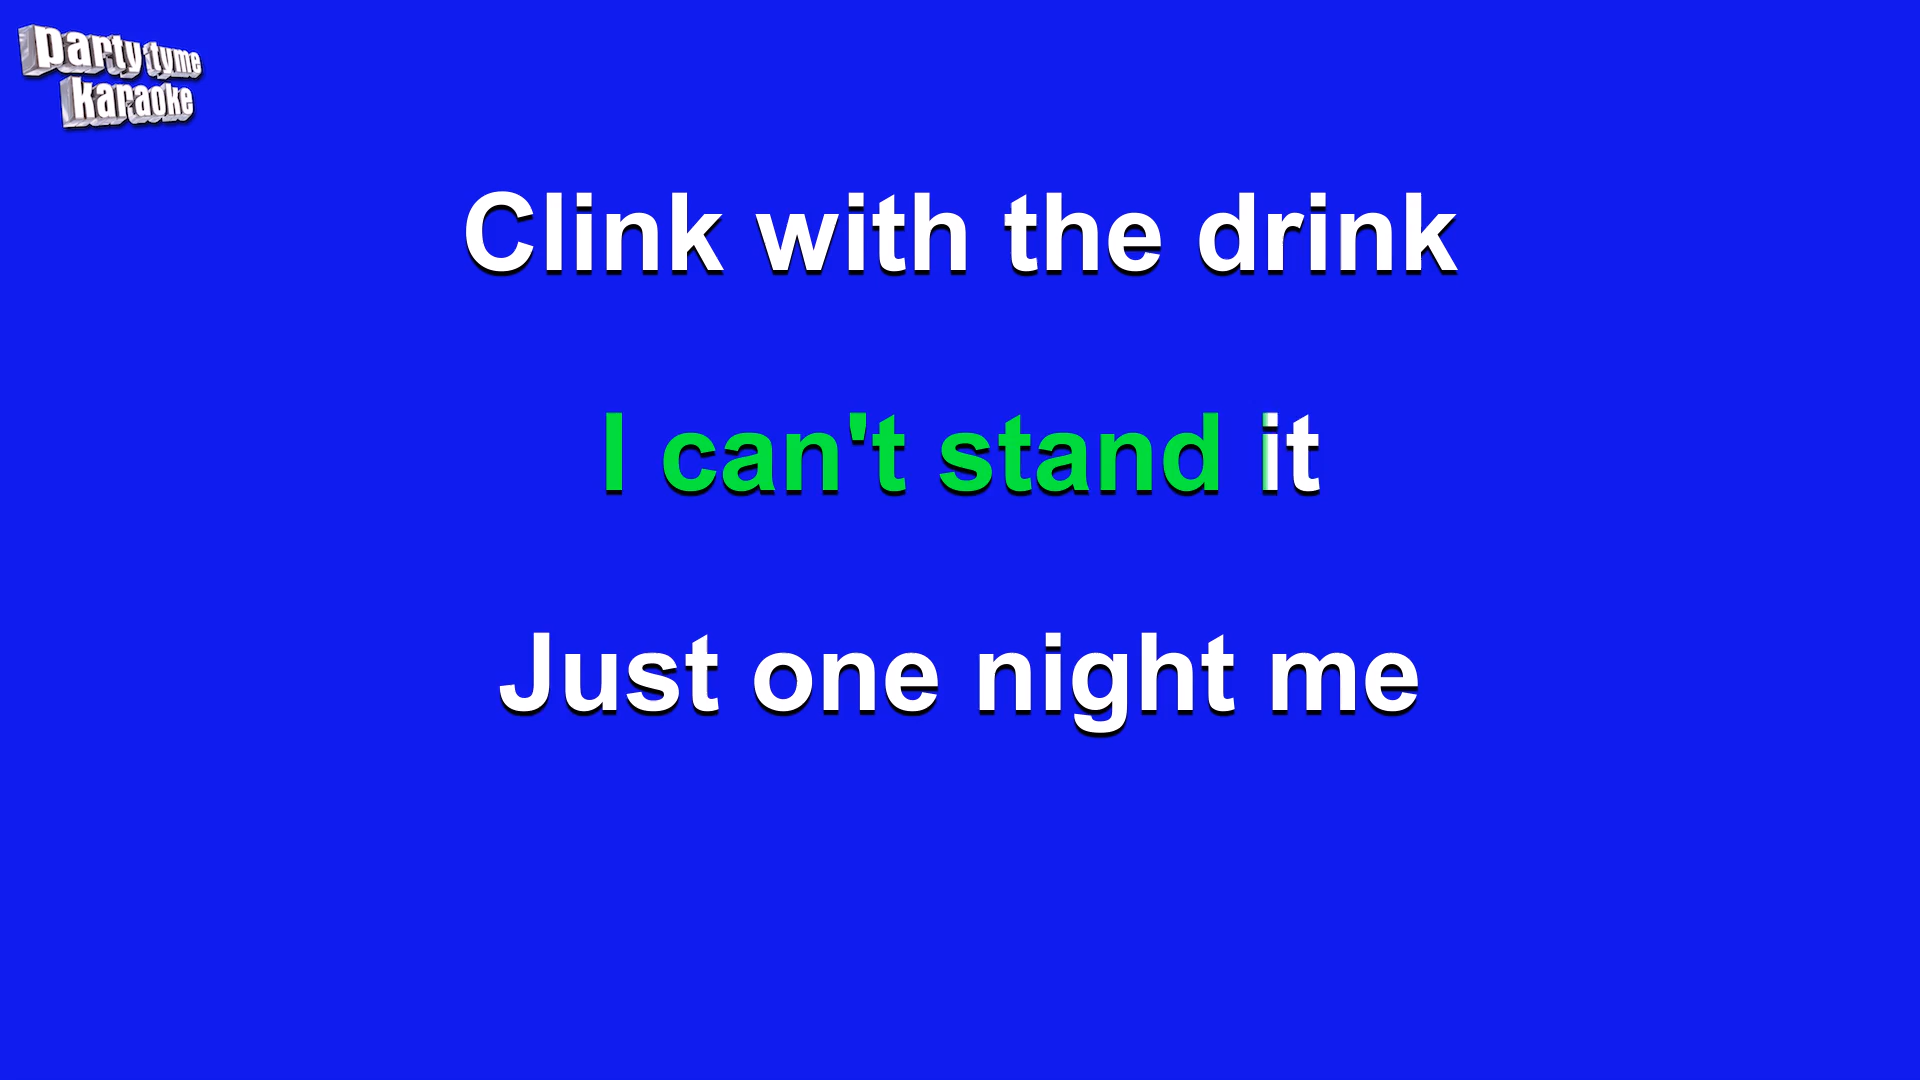 party tyme
karaoke
Clink with the drink
I can't stand it
Just one night me